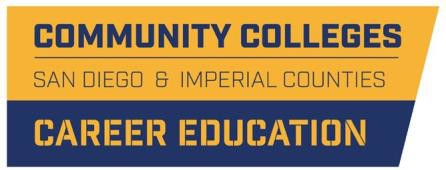 COMMUNITY COLLEGES
SAN DIEGO & IMPERIAL COUNTIES
CAREER EDUCATION